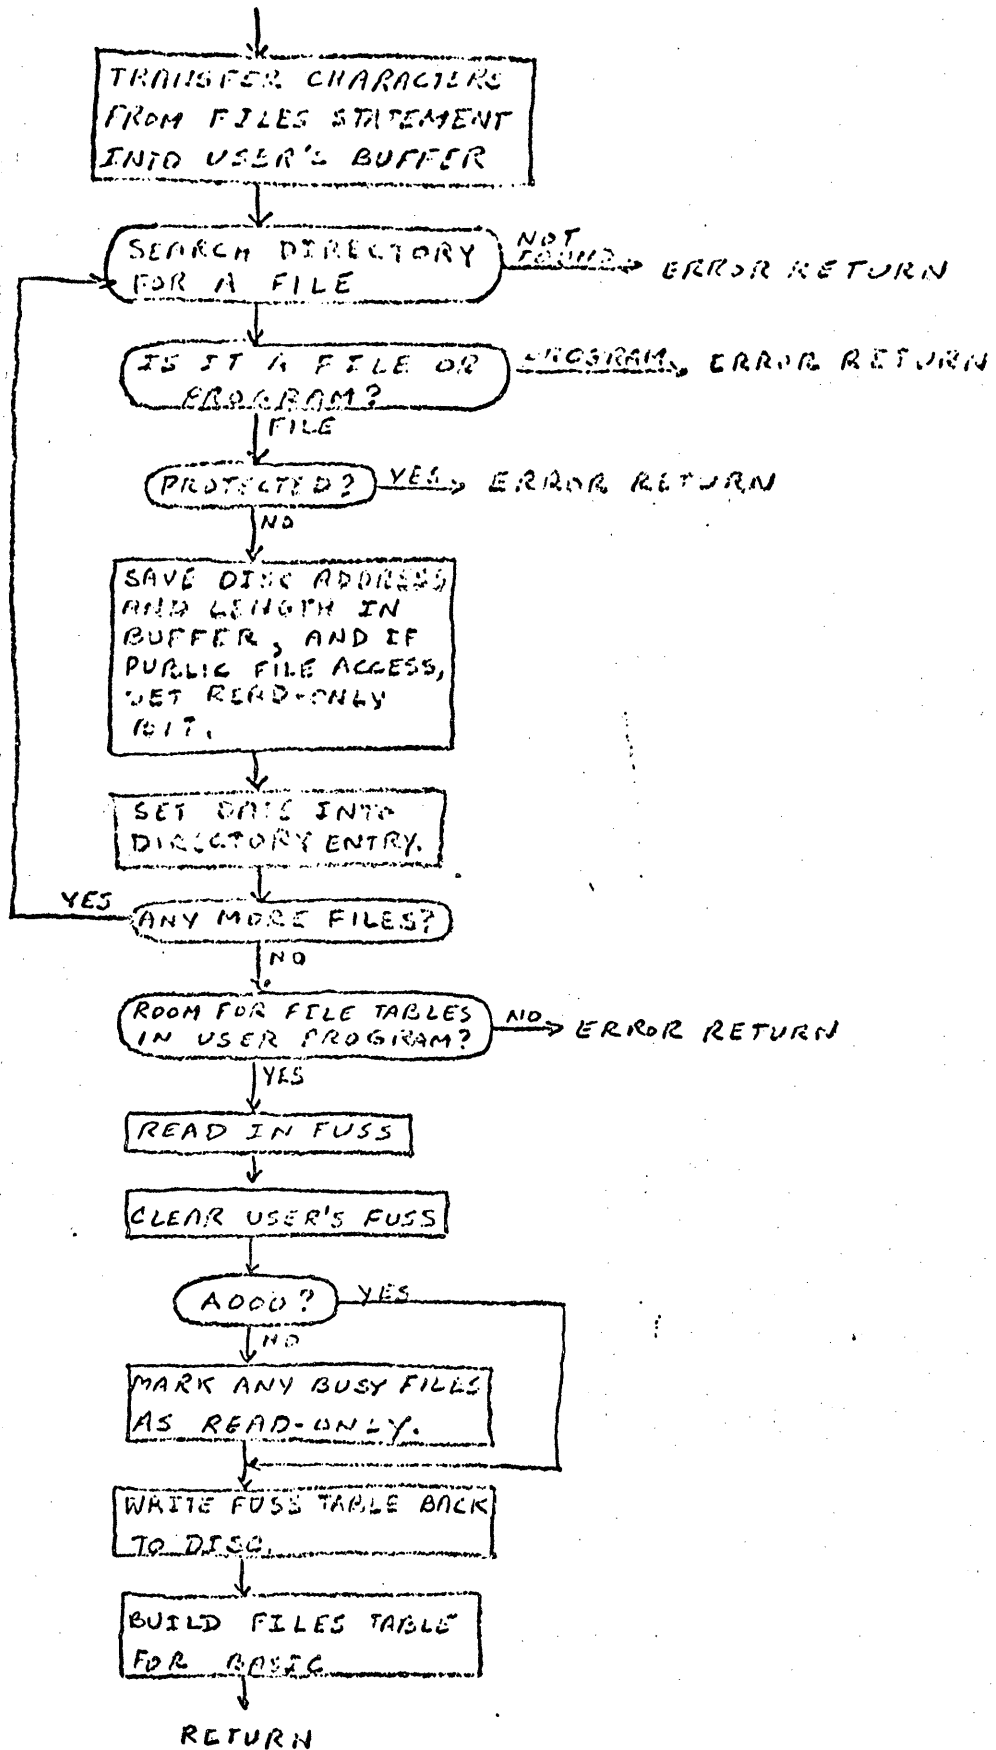 TRANSFER CHARACTERS
FROM FILES STATEMENT
INTO USER'S BUFFER
SEARCH DIRECTORY
FOR A FILE
NOT
FOUND
ERROR RETURN
IS IT A FILE OR
PROGRAM?
PROGRAM
ERROR RETURN
FILE
PROTECTED?
YES
ERROR RETURN
NO
SAVE DISC ADDRESS
AND LENGTH IN
BUFFER, AND IF
PUBLIC FILE ACCESS,
SET READ-ONLY
BIT.
SET DATE INTO
DIRECTORY ENTRY.
YES
ANY MORE FILES?
NO
ROOM FOR FILE TABLES
IN USER PROGRAM?
NO
ERROR RETURN
YES
READ IN FUSS
CLEAR USER'S FUSS
A000?
YES
NO
MARK ANY BUSY FILES
AS READ-ONLY.
WRITE FUSS TABLE BACK
TO DISC.
BUILD FILES TABLE
FOR BASIC
RETURN